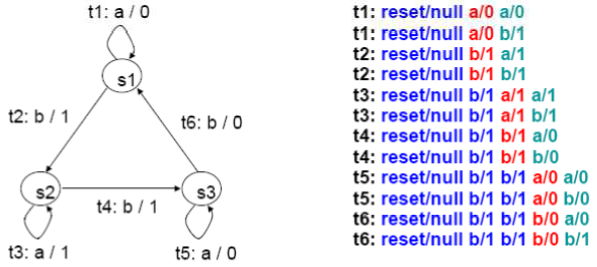 t1: a / 0
s1
t2: b / 1
t6: b / 0
s2
s3
t4: b / 1
t3: a / 1
t5: a / 0
t1: reset/null a/0 a/0
t1: reset/null a/0 b/1
t2: reset/null b/1 a/1
t2: reset/null b/1 b/1
t3: reset/null b/1 a/1 a/1
t3: reset/null b/1 a/1 b/1
t4: reset/null b/1 b/1 a/0
t4: reset/null b/1 b/1 b/0
t5: reset/null b/1 b/1 a/0 a/0
t5: reset/null b/1 b/1 a/0 b/0
t6: reset/null b/1 b/1 b/0 a/0
t6: reset/null b/1 b/1 b/0 b/1